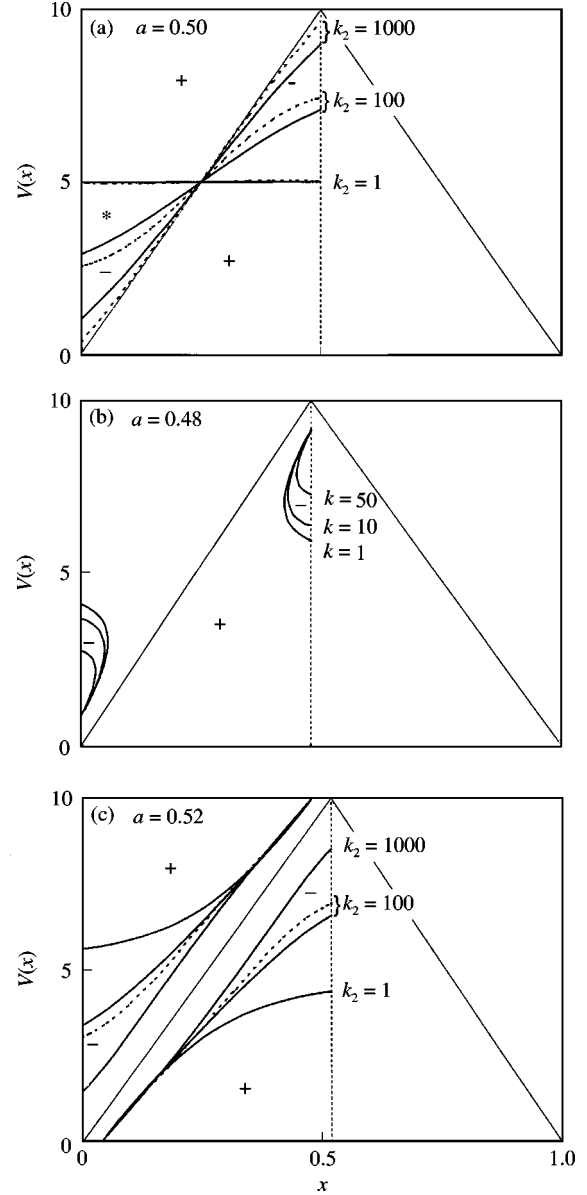 10
(a) a = 0.50
} k₂ = 1000
+
-
} k₂ = 100
V(x)
5
k₂ = 1
*
−
+
0
10
(b) a = 0.48
k = 50
−
k = 10
k = 1
V(x)
5
−
+
0
10
(c) a = 0.52
k₂ = 1000
+
−
} k₂ = 100
V(x)
5
k₂ = 1
−
+
0
0 0.5 1.0
x